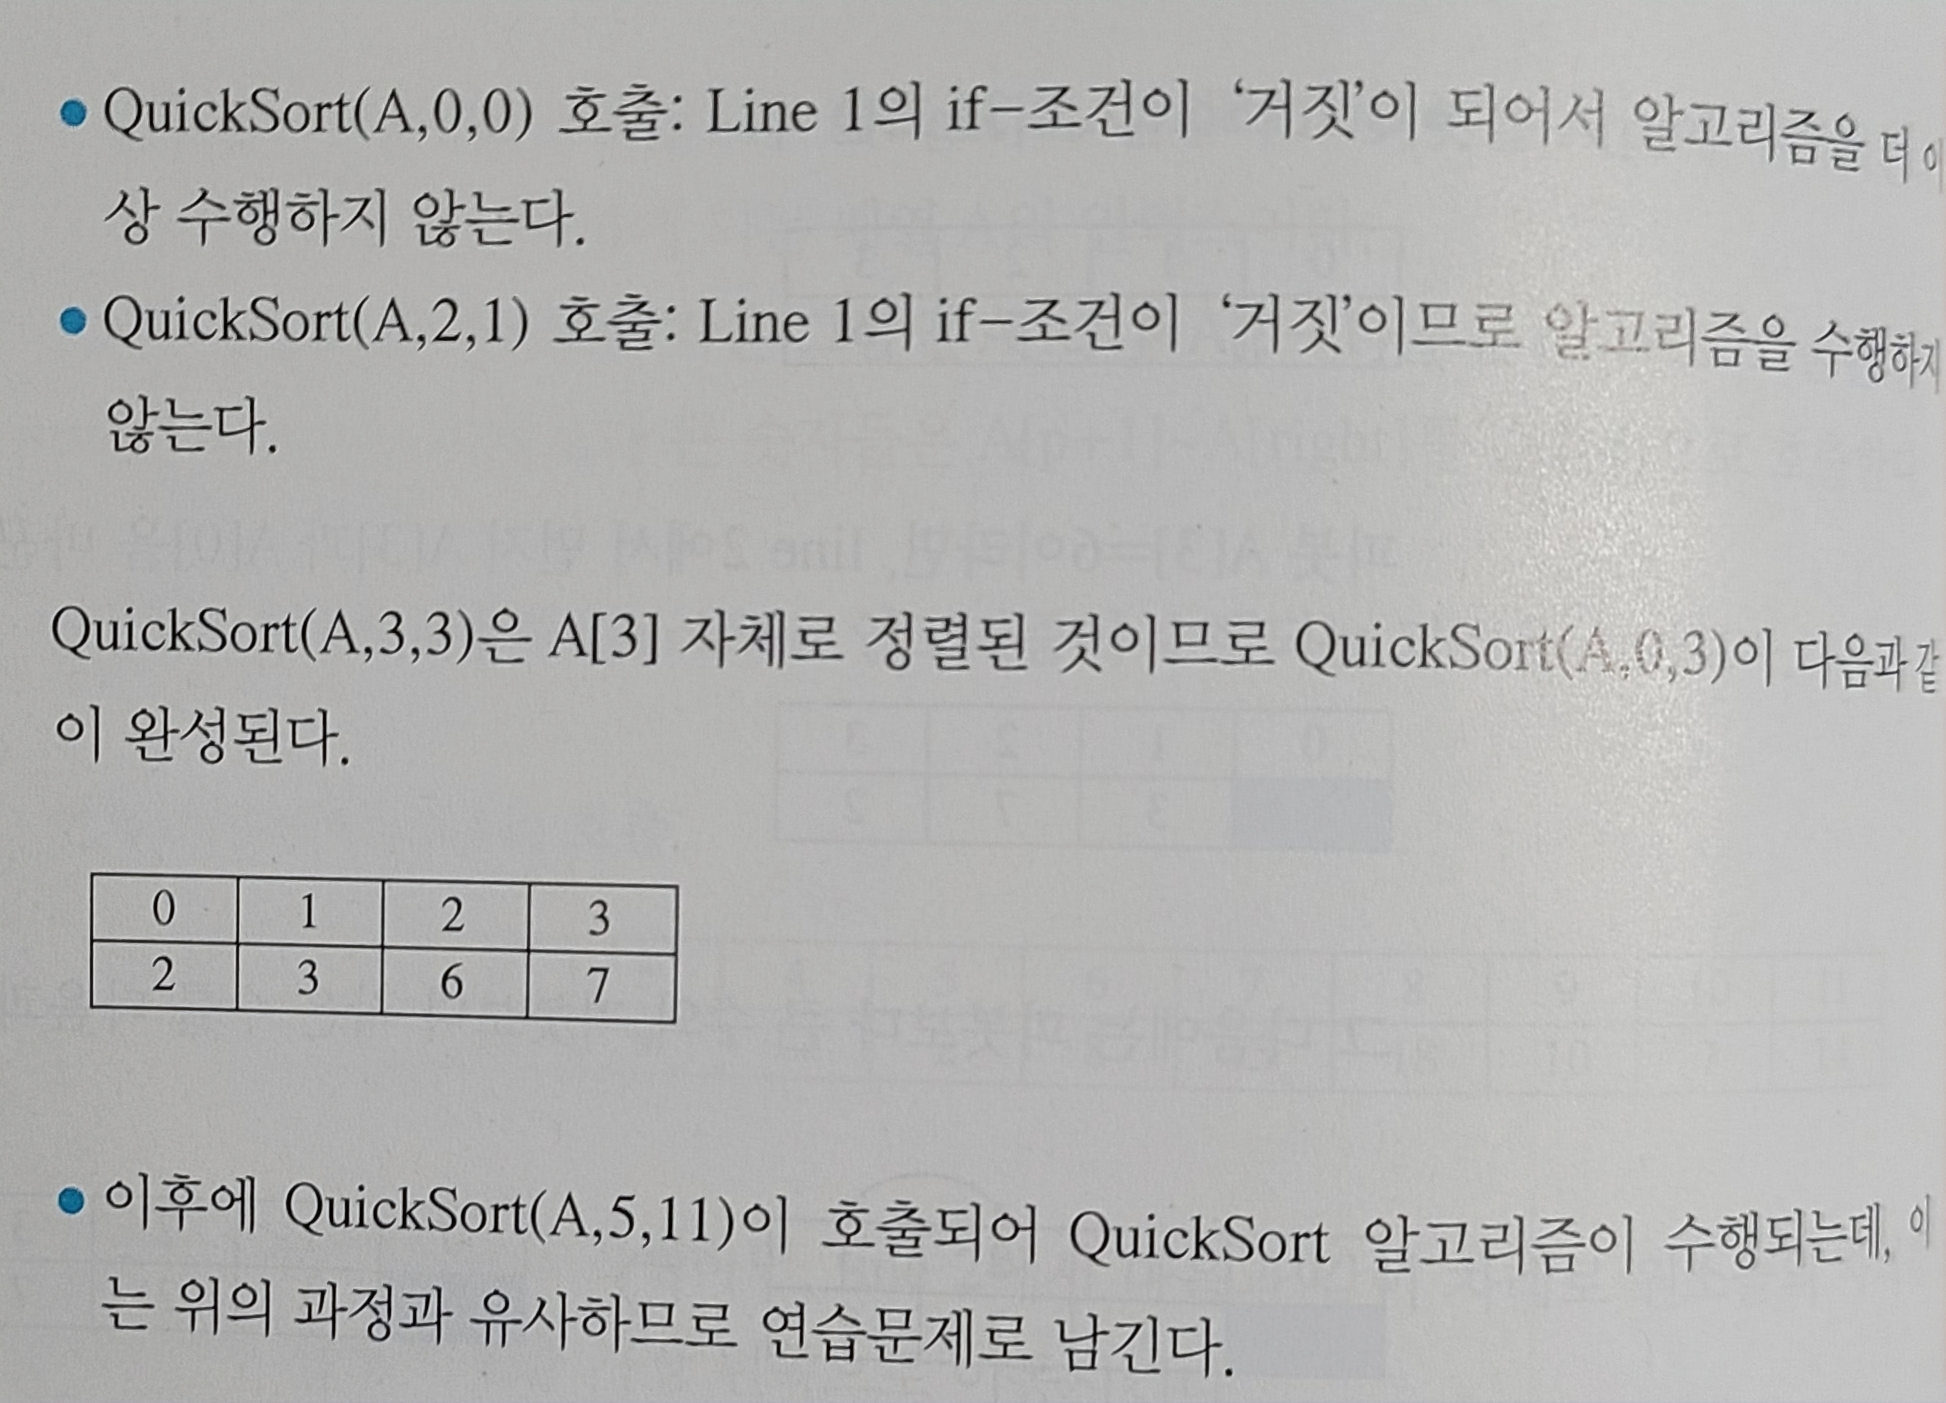 ● QuickSort(A,0,0) 호출: Line 1의 if-조건이 ‘거짓’이 되어서 알고리즘을 더 이
상 수행하지 않는다.
● QuickSort(A,2,1) 호출: Line 1의 if-조건이 ‘거짓’이므로 알고리즘을 수행하지
않는다.
QuickSort(A,3,3)은 A[3] 자체로 정렬된 것이므로 QuickSort(A,0,3)이 다음과 같
이 완성된다.
0 1 2 3
2 3 6 7
● 이후에 QuickSort(A,5,11)이 호출되어 QuickSort 알고리즘이 수행되는데, 이
는 위의 과정과 유사하므로 연습문제로 남긴다.